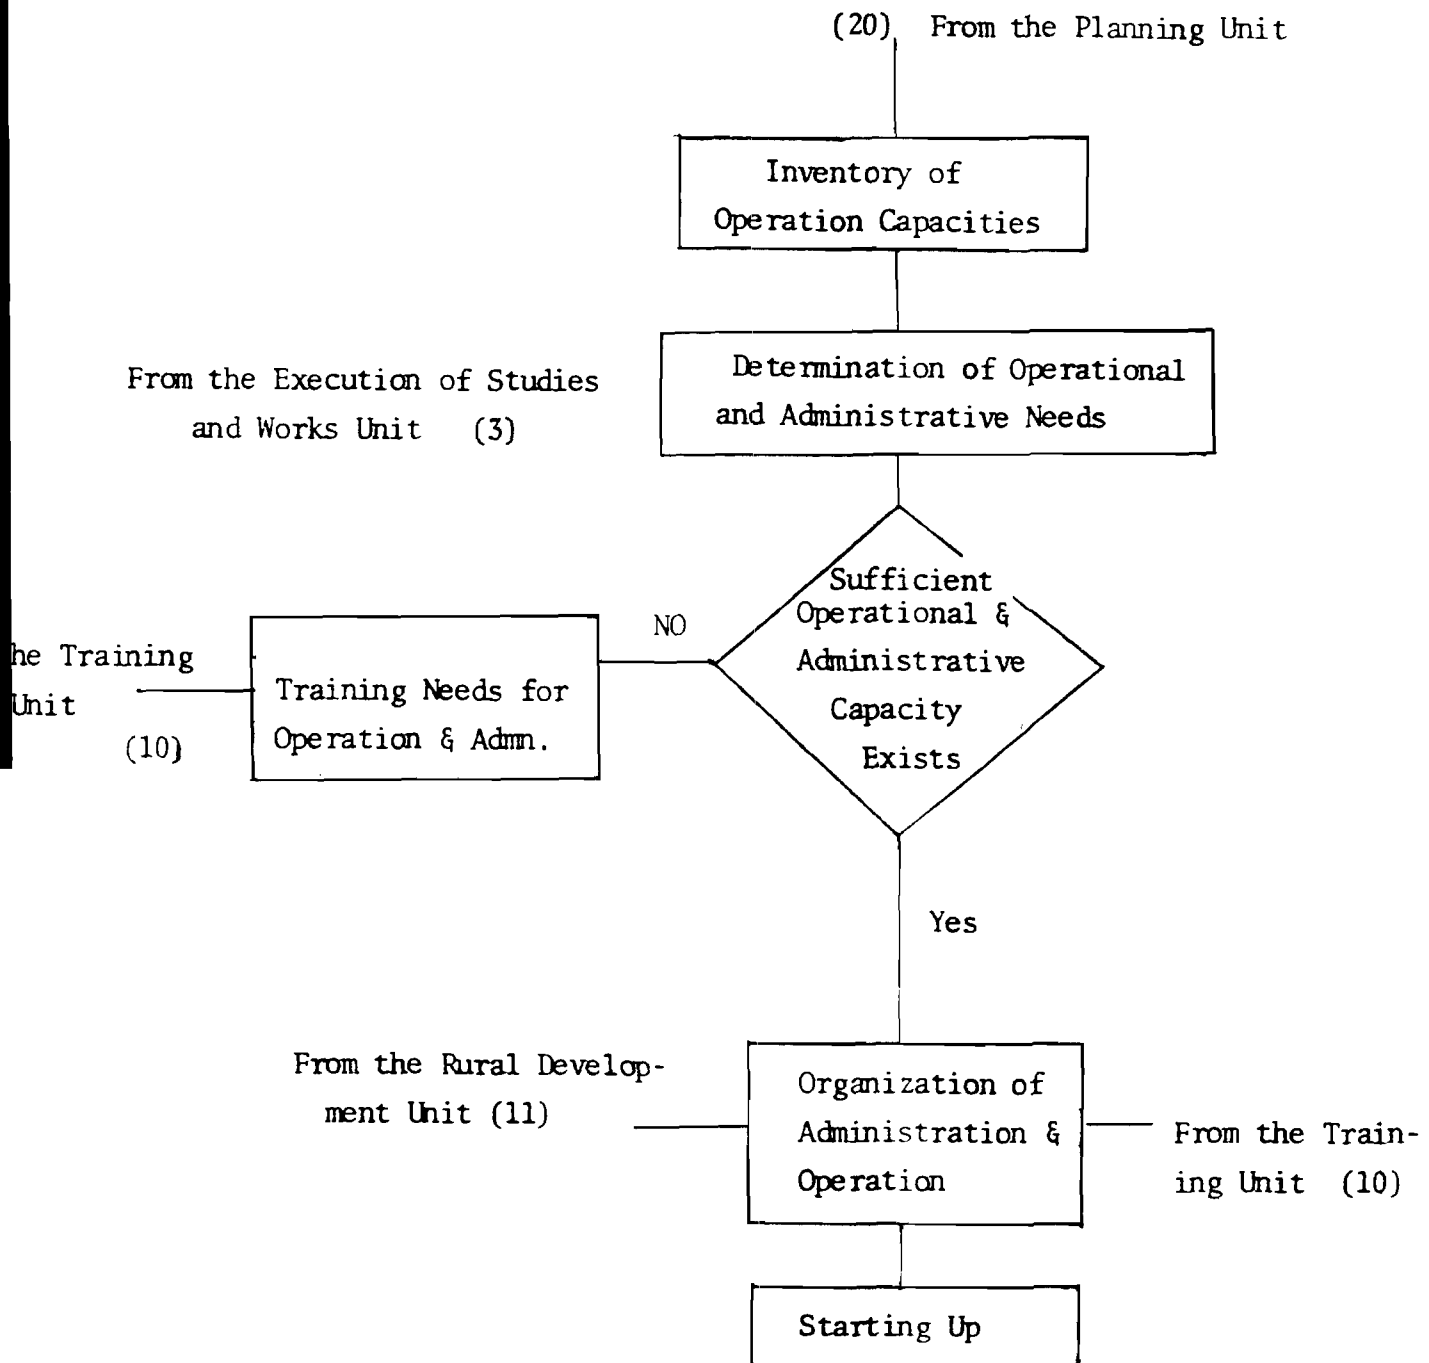 (20) From the Planning Unit
Inventory of
Operation Capacities
From the Execution of Studies
and Works Unit (3)
Determination of Operational
and Administrative Needs
Sufficient
Operational &
Administrative
Capacity
Exists
NO
he Training
Unit
(10)
Training Needs for
Operation & Admn.
Yes
From the Rural Develop-
ment Unit (11)
Organization of
Administration &
Operation
From the Train-
ing Unit (10)
Starting Up